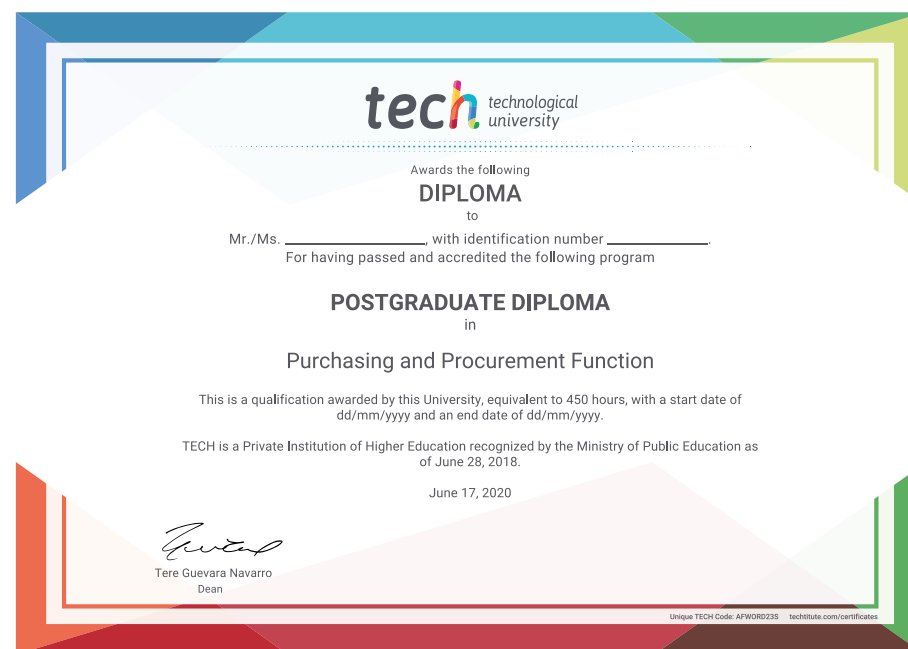 tech technological
university
Awards the following
DIPLOMA
to
Mr./Ms. ____________________, with identification number ______________.
For having passed and accredited the following program
POSTGRADUATE DIPLOMA
in
Purchasing and Procurement Function
This is a qualification awarded by this University, equivalent to 450 hours, with a start date of
dd/mm/yyyy and an end date of dd/mm/yyyy.
TECH is a Private Institution of Higher Education recognized by the Ministry of Public Education as
of June 28, 2018.
June 17, 2020
Tere Guevara Navarro
Dean
Unique TECH Code: AFWORD23S techtitute.com/certificates